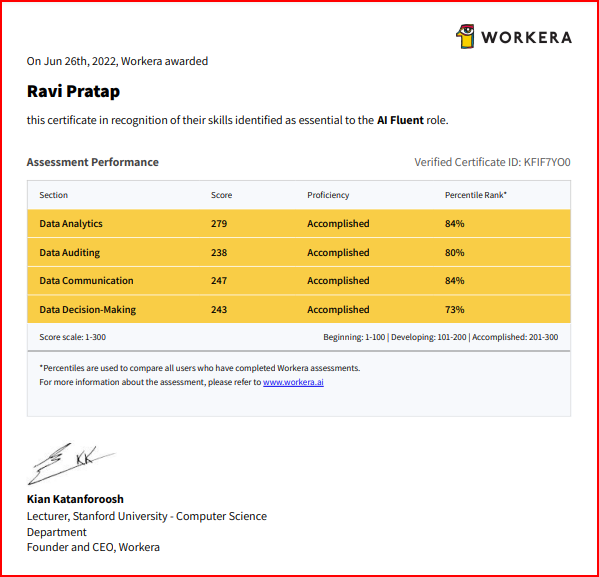 WORKERA
On Jun 26th, 2022, Workera awarded
Ravi Pratap
this certificate in recognition of their skills identified as essential to the AI Fluent role.
Assessment Performance Verified Certificate ID: KFIF7YO0
Section Score Proficiency Percentile Rank*
Data Analytics 279 Accomplished 84%
Data Auditing 238 Accomplished 80%
Data Communication 247 Accomplished 84%
Data Decision-Making 243 Accomplished 73%
Score scale: 1-300 Beginning: 1-100 | Developing: 101-200 | Accomplished: 201-300
*Percentiles are used to compare all users who have completed Workera assessments.
For more information about the assessment, please refer to www.workera.ai
KK
Kian Katanforoosh
Lecturer, Stanford University - Computer Science
Department
Founder and CEO, Workera